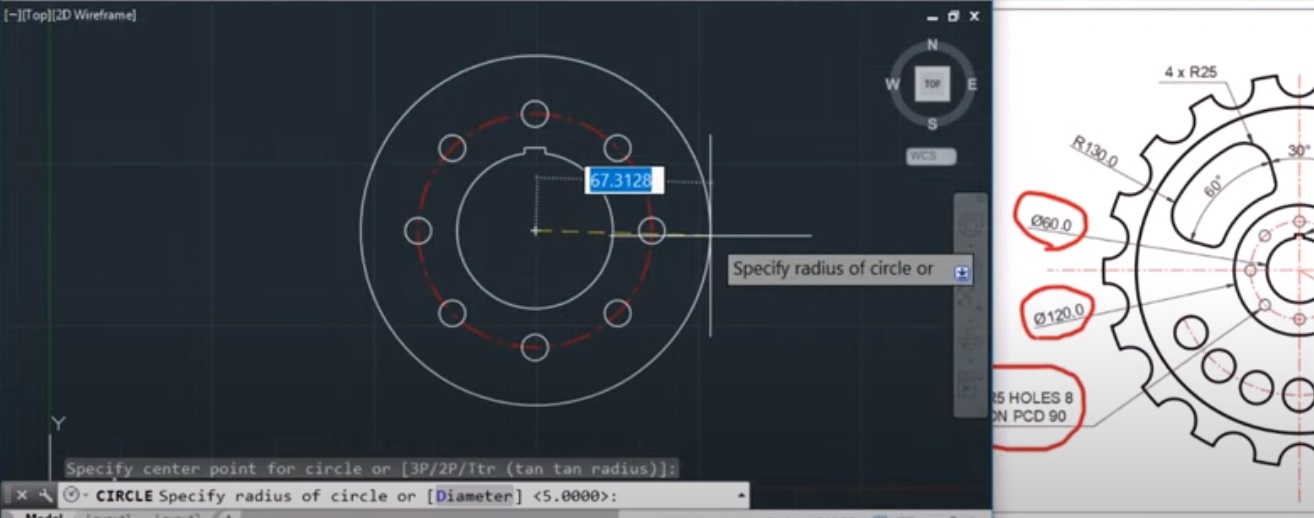 [−][Top][2D Wireframe]
N
W
TOP
E
S
WCS
67.3128
Specify radius of circle or
Y
Specify center point for circle or [3P/2P/Ttr (tan tan radius)]:
CIRCLE Specify radius of circle or [Diameter] <5.0000>:
Model
4 x R25
R130.0
30°
60°
Ø60.0
Ø120.0
R5 HOLES 8
ON PCD 90